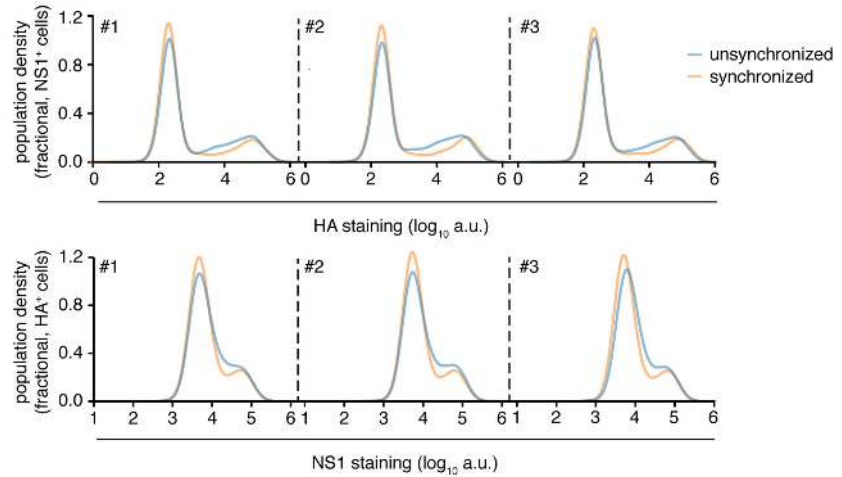 population density
(fractional, NS1⁺ cells)
1.2
0.8
0.4
0.0
#1
#2
#3
unsynchronized
synchronized
0 2 4 6 0 2 4 6 0 2 4 6
HA staining (log₁₀ a.u.)
population density
(fractional, HA⁺ cells)
1.2
0.8
0.4
0.0
#1
#2
#3
1 2 3 4 5 6 1 2 3 4 5 6 1 2 3 4 5 6
NS1 staining (log₁₀ a.u.)